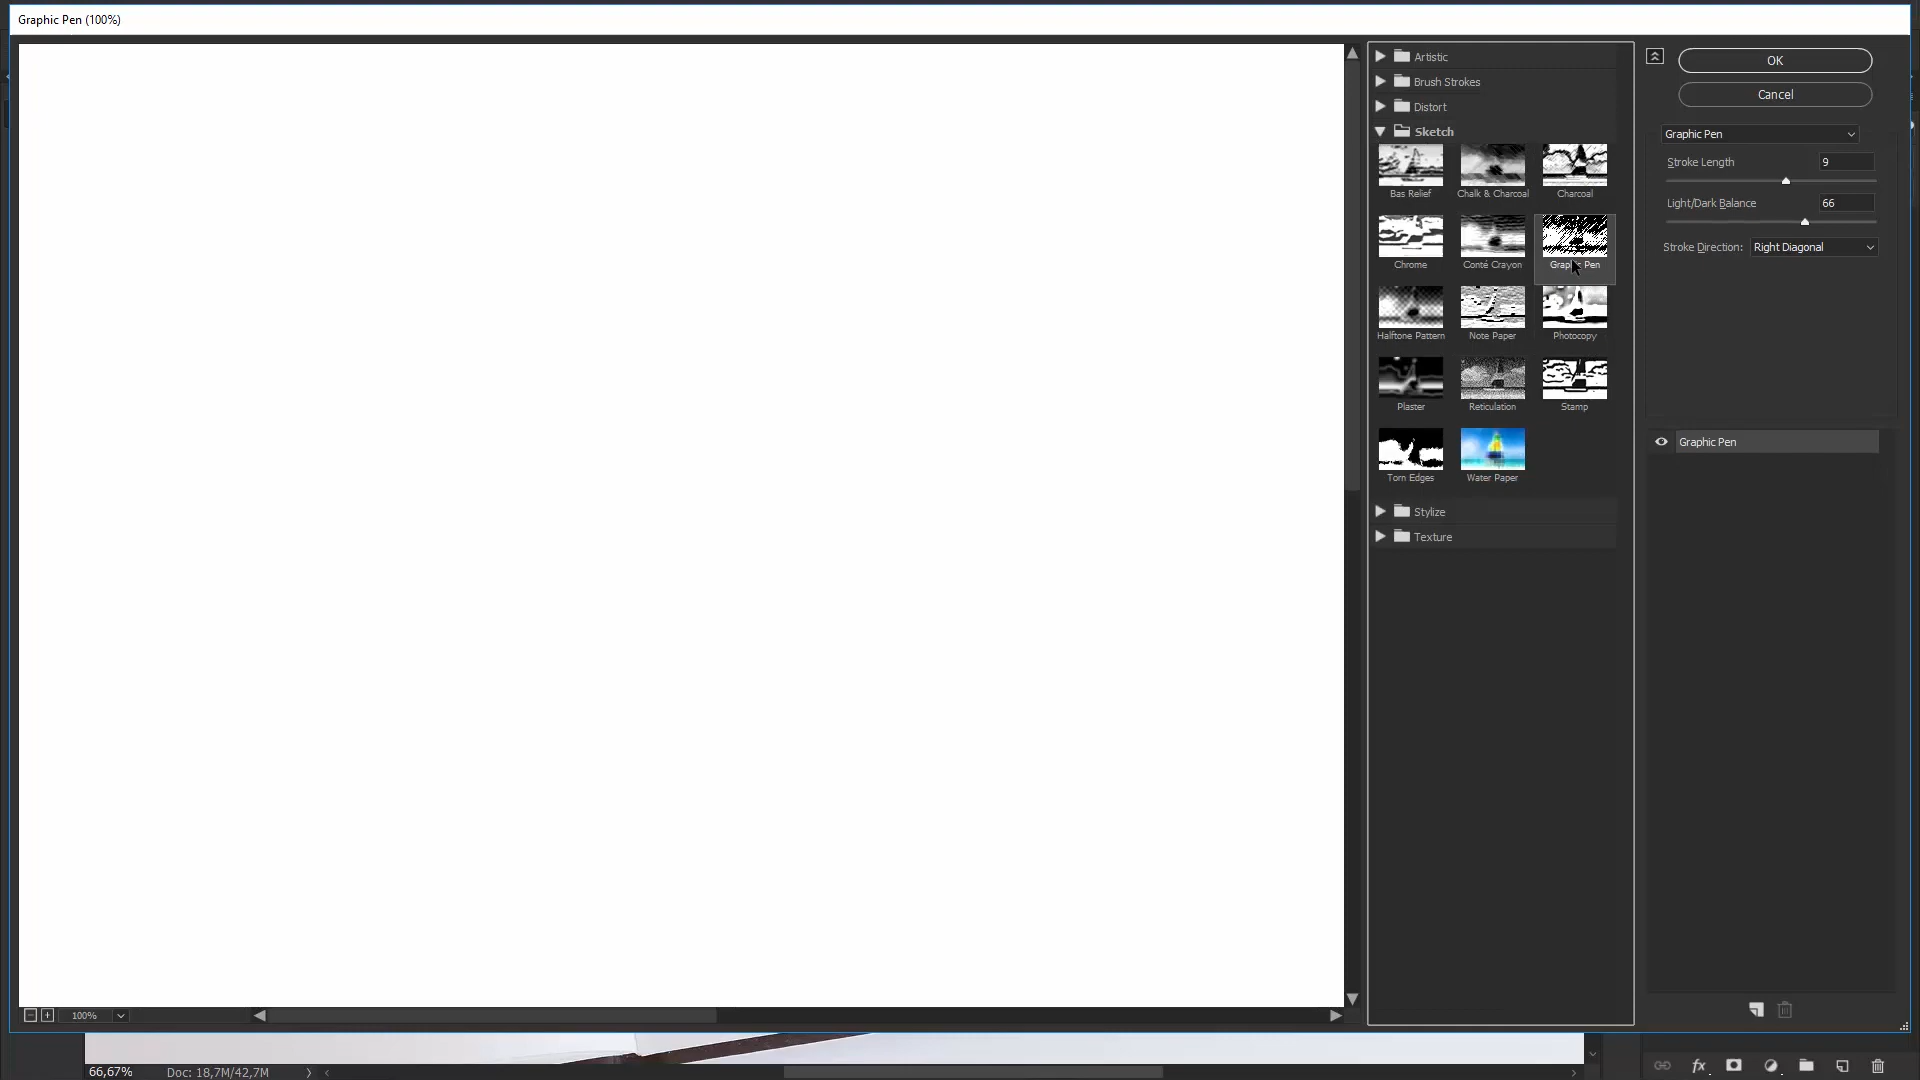 Graphic Pen (100%)
Artistic
Brush Strokes
Distort
Sketch
Bas Relief
Chalk & Charcoal
Charcoal
Chrome
Conté Crayon
Graphic Pen
Halftone Pattern
Note Paper
Photocopy
Plaster
Reticulation
Stamp
Torn Edges
Water Paper
Stylize
Texture
OK
Cancel
Graphic Pen
Stroke Length 9
Light/Dark Balance 66
Stroke Direction: Right Diagonal
Graphic Pen
100%
66,67% Doc: 18,7M/42,7M
fx